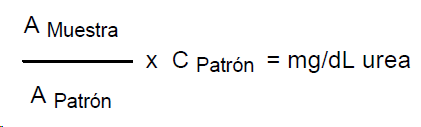 A Muestra
x C Patrón = mg/dL urea
A Patrón